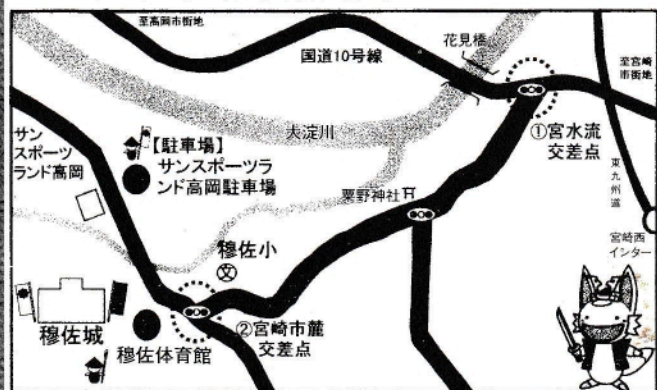 至高岡市街地
国道10号線
花見橋
至宮崎
市街地
大淀川
①宮水流
交差点
サン
スポーツ
ランド高岡
【駐車場】
サンスポーツラ
ンド高岡駐車場
東九州道
粟野神社
宮崎西
インター
穆佐小
文
②宮崎市麓
交差点
穆佐城
穆佐体育館